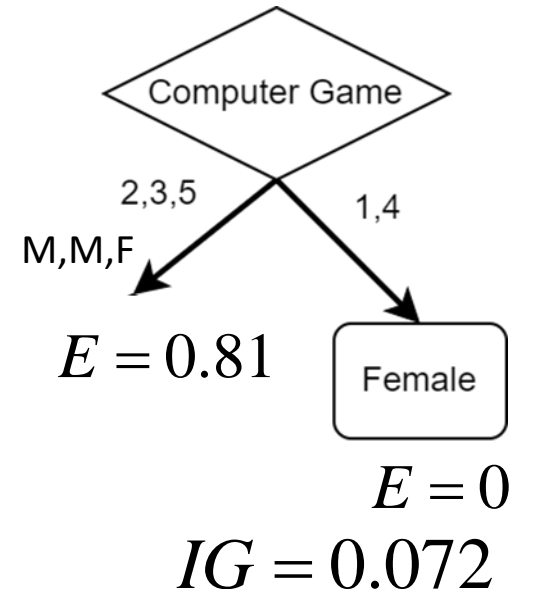 Computer Game
2,3,5
1,4
M,M,F
E = 0.81
Female
E = 0
IG = 0.072